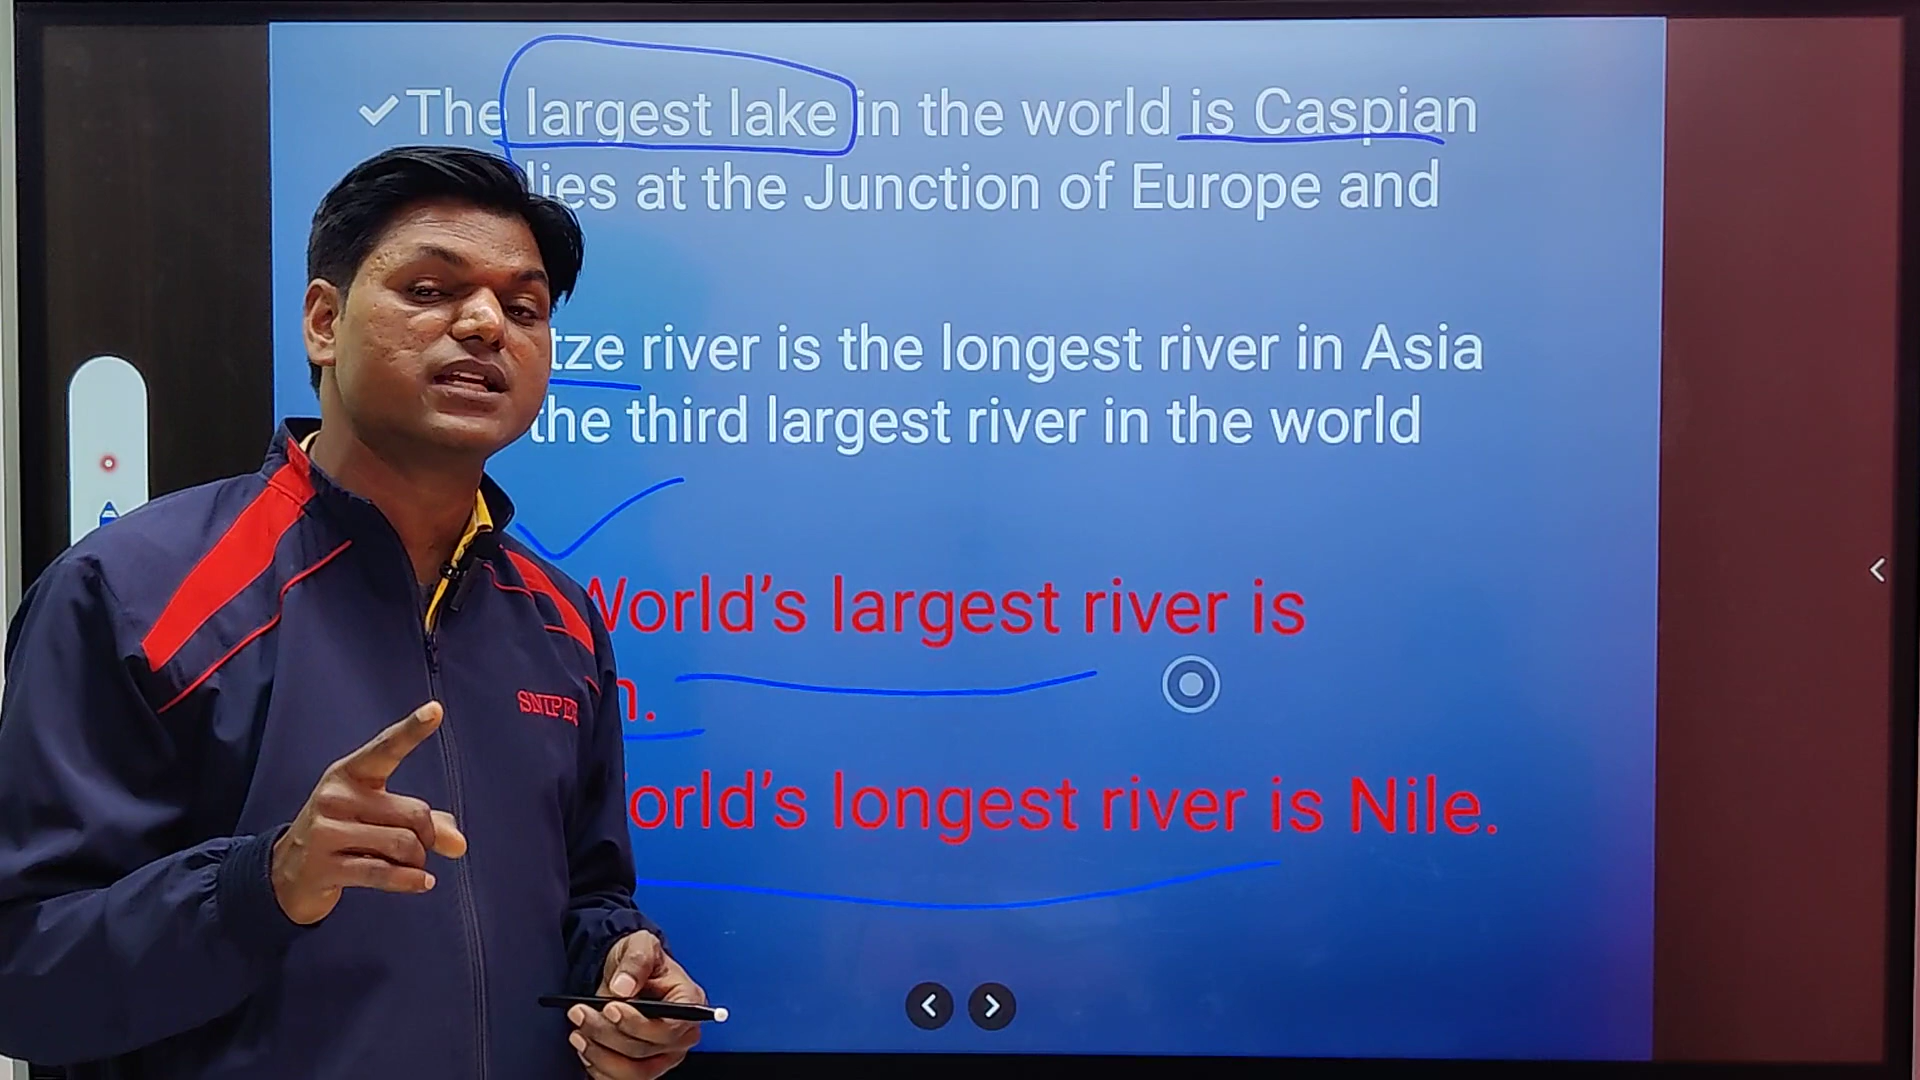 The largest lake in the world is Caspian
lies at the Junction of Europe and
tze river is the longest river in Asia
the third largest river in the world
World's largest river is
n.
orld's longest river is Nile.
SNIPER